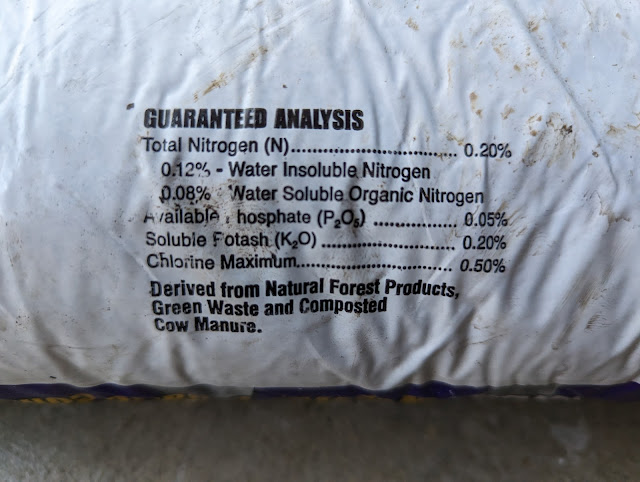 GUARANTEED ANALYSIS
Total Nitrogen (N)................................ 0.20%
0.12% - Water Insoluble Nitrogen
0.08% Water Soluble Organic Nitrogen
Available Phosphate (P₂O₅) ................ 0.05%
Soluble Potash (K₂O) ......................... 0.20%
Chlorine Maximum............................. 0.50%
Derived from Natural Forest Products,
Green Waste and Composted
Cow Manure.